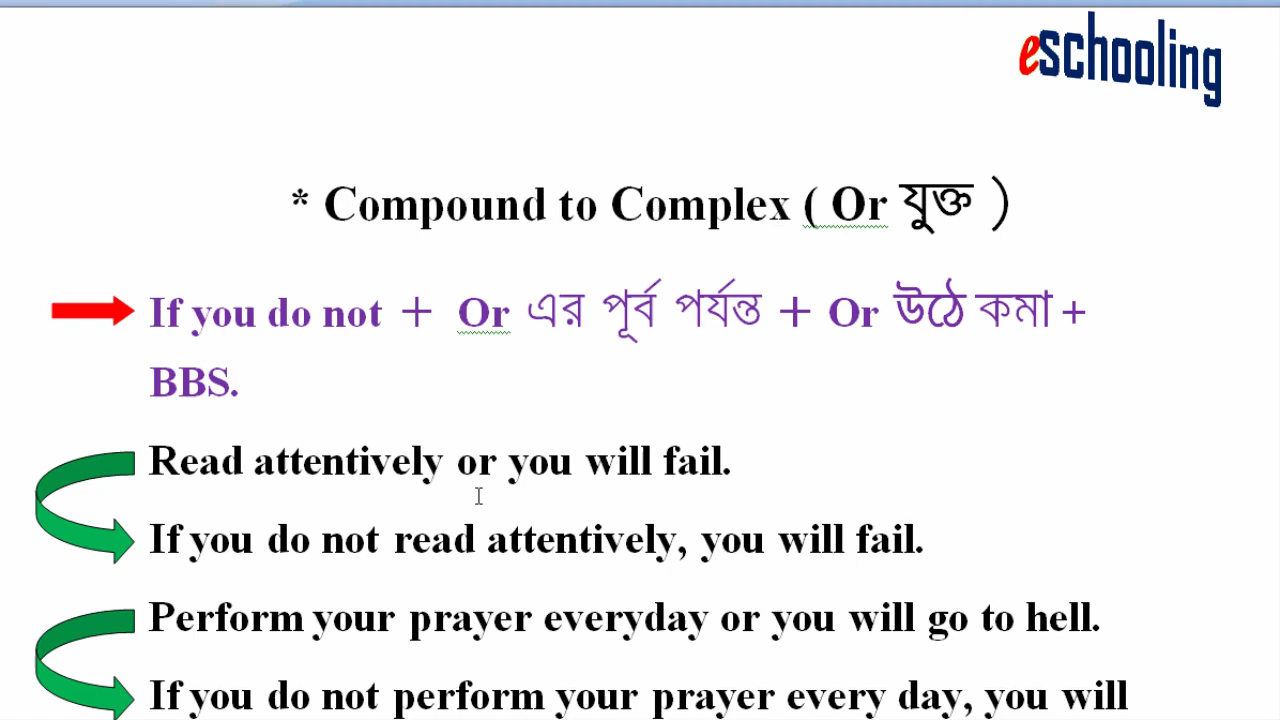 eschooling
* Compound to Complex ( Or যুক্ত )
If you do not + Or এর পূর্ব পর্যন্ত + Or উঠে কমা +
BBS.
Read attentively or you will fail.
If you do not read attentively, you will fail.
Perform your prayer everyday or you will go to hell.
If you do not perform your prayer every day, you will